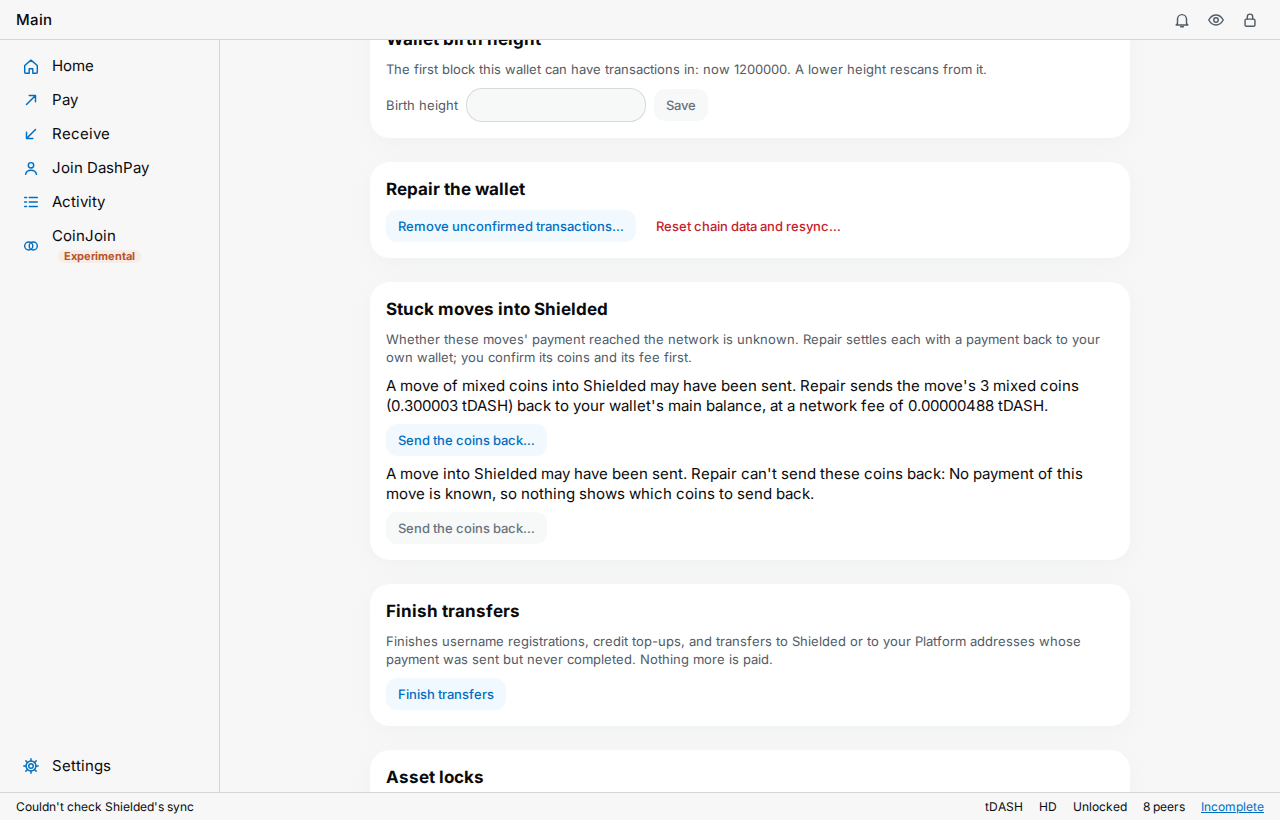 Main
Home
Pay
Receive
Join DashPay
Activity
CoinJoin
Experimental
Settings
Wallet birth height
The first block this wallet can have transactions in: now 1200000. A lower height rescans from it.
Birth height
Save
Repair the wallet
Remove unconfirmed transactions...
Reset chain data and resync...
Stuck moves into Shielded
Whether these moves' payment reached the network is unknown. Repair settles each with a payment back to your
own wallet; you confirm its coins and its fee first.
A move of mixed coins into Shielded may have been sent. Repair sends the move's 3 mixed coins
(0.300003 tDASH) back to your wallet's main balance, at a network fee of 0.00000488 tDASH.
Send the coins back...
A move into Shielded may have been sent. Repair can't send these coins back: No payment of this
move is known, so nothing shows which coins to send back.
Send the coins back...
Finish transfers
Finishes username registrations, credit top-ups, and transfers to Shielded or to your Platform addresses whose
payment was sent but never completed. Nothing more is paid.
Finish transfers
Asset locks
Couldn't check Shielded's sync
tDASH
HD
Unlocked
8 peers
Incomplete